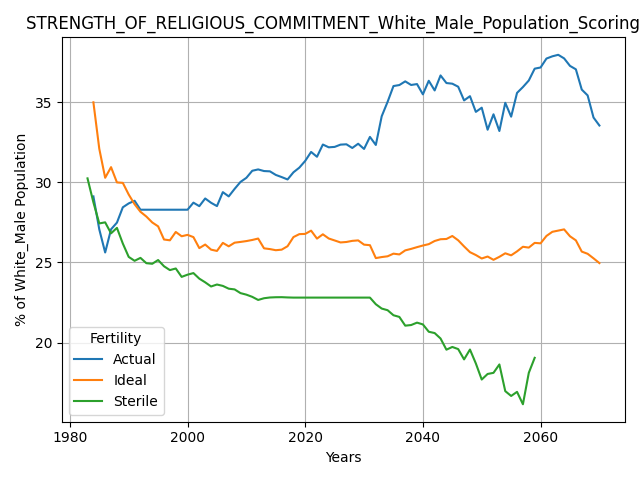 STRENGTH_OF_RELIGIOUS_COMMITMENT_White_Male_Population_Scoring
% of White_Male Population
35
30
25
20
Fertility
Actual
Ideal
Sterile
1980 2000 2020 2040 2060
Years